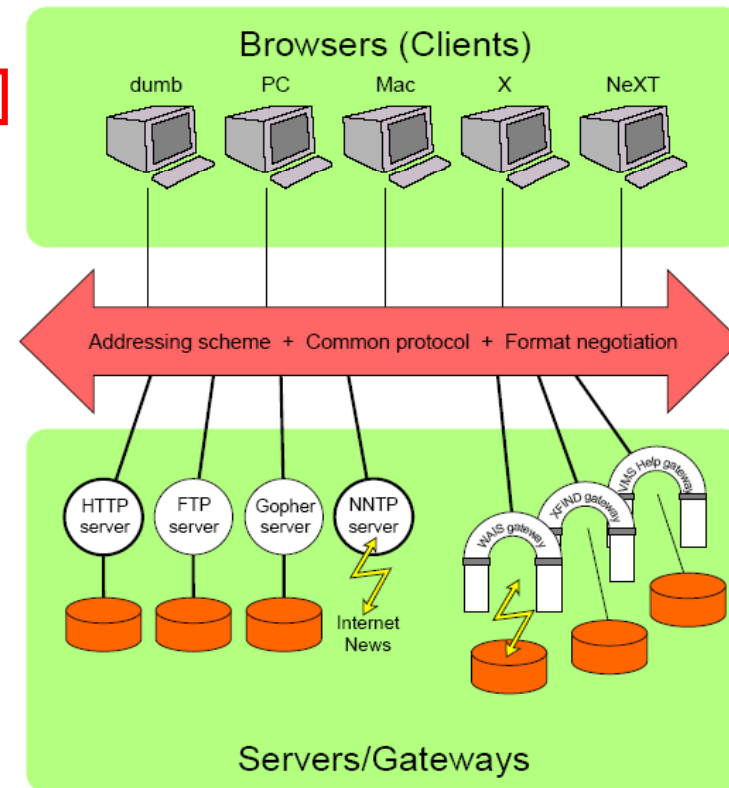 Browsers (Clients)
dumb PC Mac X NeXT
Addressing scheme + Common protocol + Format negotiation
HTTP
server
FTP
server
Gopher
server
NNTP
server
Internet
News
WAIS gateway
XFIND gateway
VMS Help gateway
Servers/Gateways